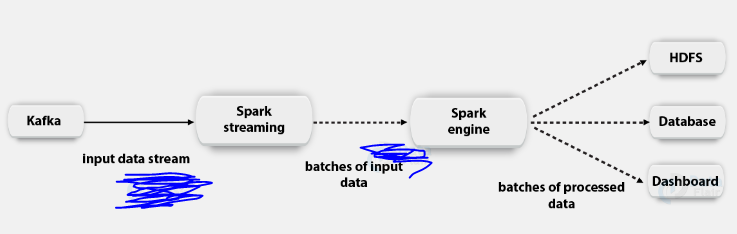 Kafka
input data stream
Spark
streaming
batches of input
data
Spark
engine
batches of processed
data
HDFS
Database
Dashboard